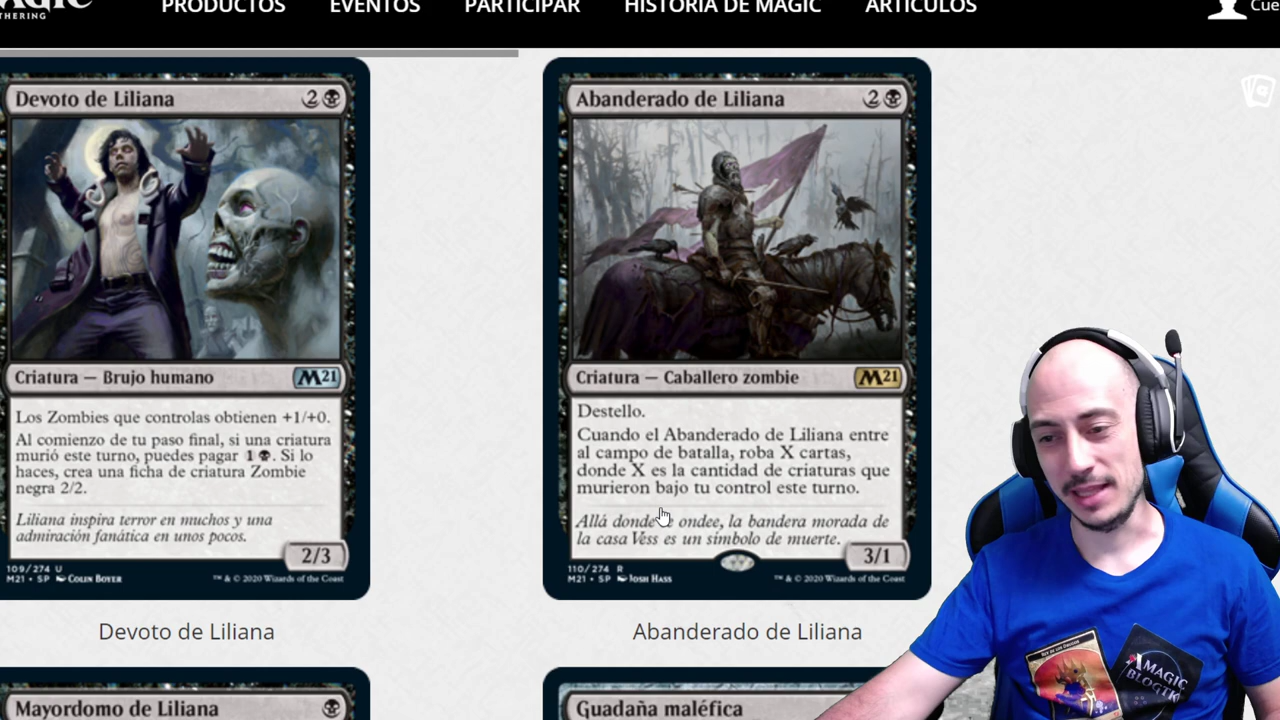 MAGIC
THERING
PRODUCTOS EVENTOS PARTICIPAR HISTORIA DE MAGIC ARTÍCULOS
Cue
Devoto de Liliana 2
Criatura — Brujo humano M21
Los Zombies que controlas obtienen +1/+0.
Al comienzo de tu paso final, si una criatura
murió este turno, puedes pagar 1 . Si lo
haces, crea una ficha de criatura Zombie
negra 2/2.
Liliana inspira terror en muchos y una
admiración fanática en unos pocos.
2/3
109/274 U
M21 • SP Colin Boyer ™ & © 2020 Wizards of the Coast
Devoto de Liliana
Abanderado de Liliana 2
Criatura — Caballero zombie M21
Destello.
Cuando el Abanderado de Liliana entre
al campo de batalla, roba X cartas,
donde X es la cantidad de criaturas que
murieron bajo tu control este turno.
Allá donde ondee, la bandera morada de
la casa Vess es un símbolo de muerte.
3/1
110/274 R
M21 • SP Josh Hass ™ & © 2020 Wizards of the Coast
Abanderado de Liliana
Mayordomo de Liliana
Guadaña maléfica
MAGIC